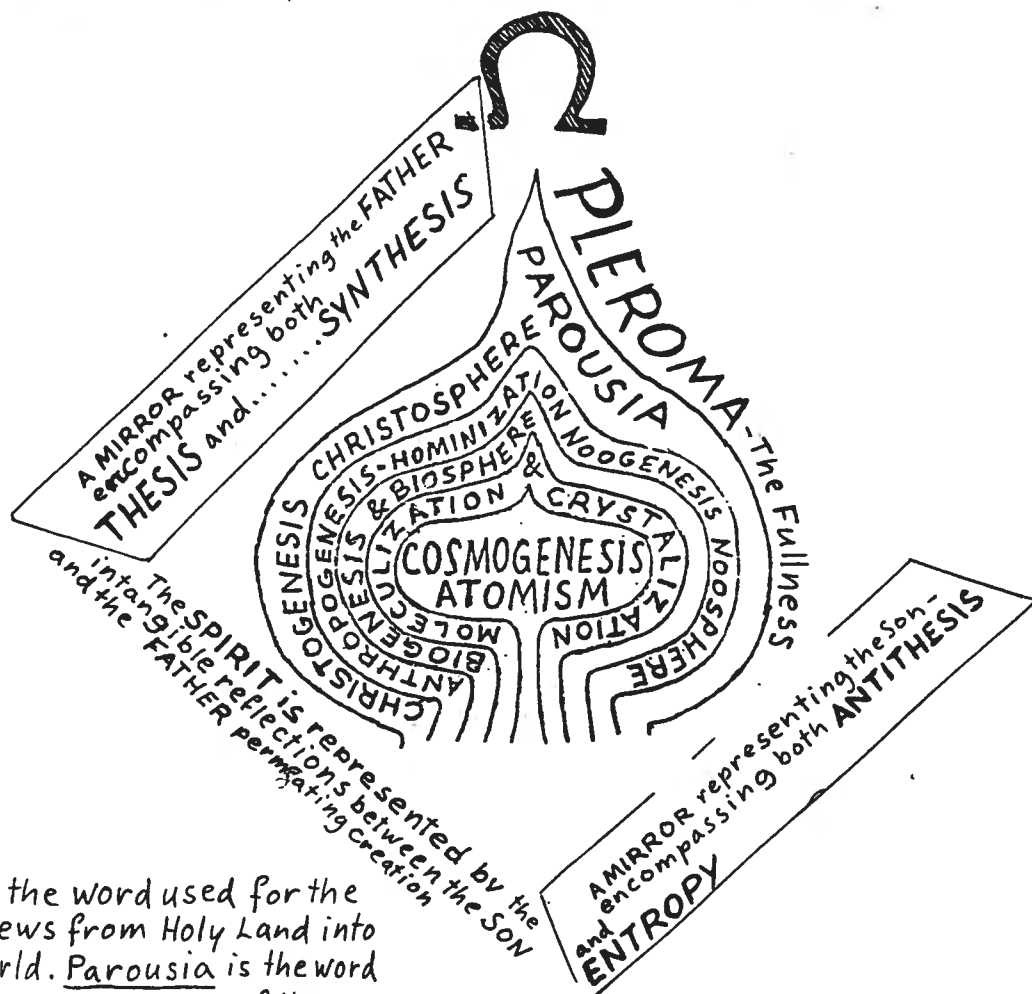 Ω
A MIRROR representing the FATHER
encompassing both
THESIS and........SYNTHESIS
PLEROMA-The Fullness
PAROUSIA
CHRISTOGENESIS CHRISTOSPHERE
ANTHROPOGENESIS-HOMINIZATION NOOGENESIS NOOSPHERE
BIOGENESIS & BIOSPHERE
MOLECULIZATION & CRYSTALIZATION
COSMOGENESIS
ATOMISM
The SPIRIT is represented by the
intangible reflections between the SON
and the FATHER permeating creation
A MIRROR representing the Son-
encompassing both ANTITHESIS
and
ENTROPY
the word used for the
ews from Holy Land into
rld. Parousia is the word